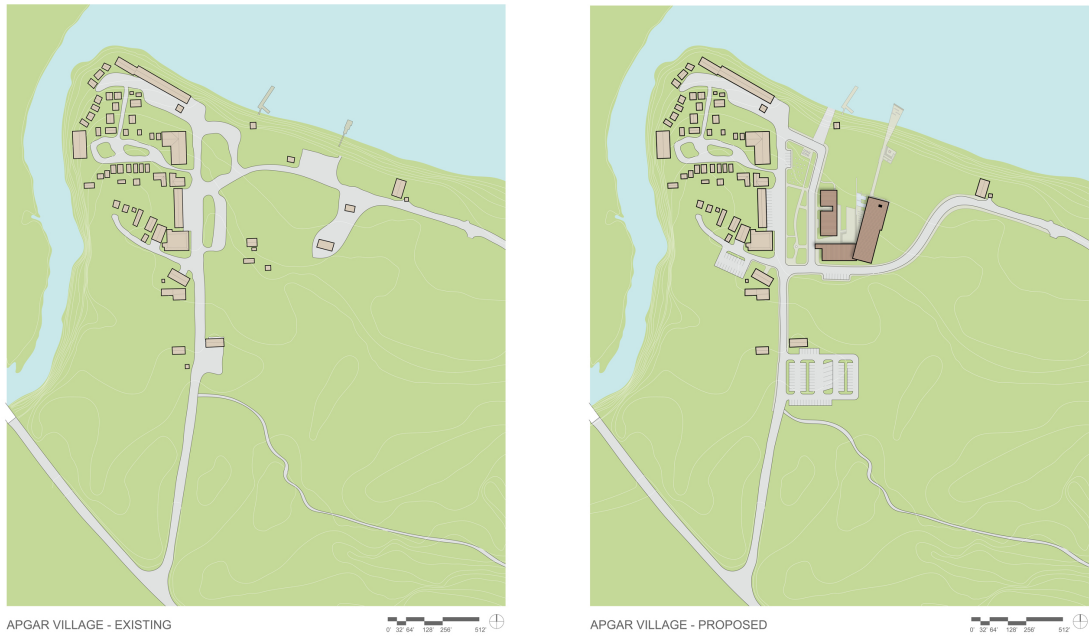 APGAR VILLAGE - EXISTING
0' 32' 64' 128' 256' 512'
APGAR VILLAGE - PROPOSED
0' 32' 64' 128' 256' 512'